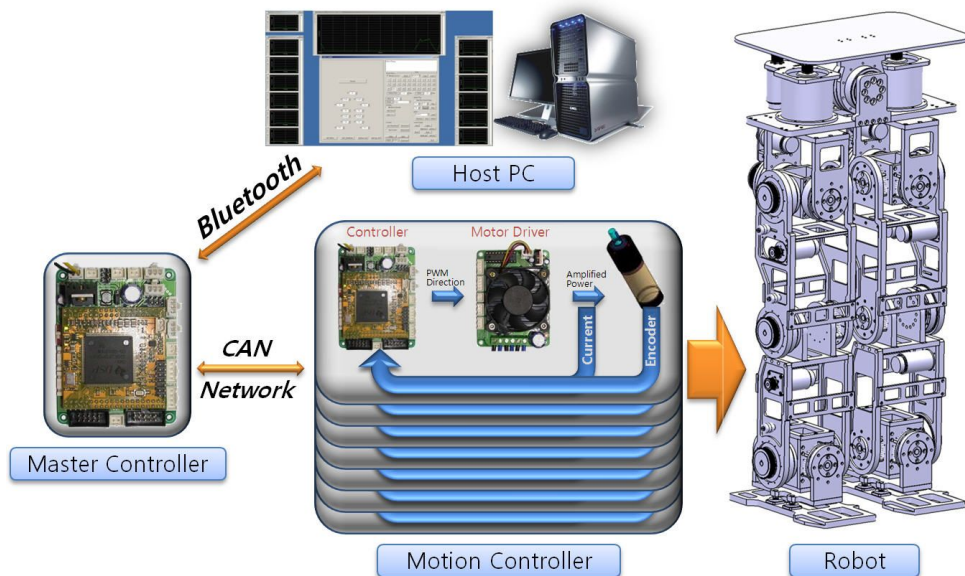 Host PC
Bluetooth
Controller
Motor Driver
PWM
Direction
Amplified
Power
Current
Encoder
CAN
Network
Master Controller
Motion Controller
Robot